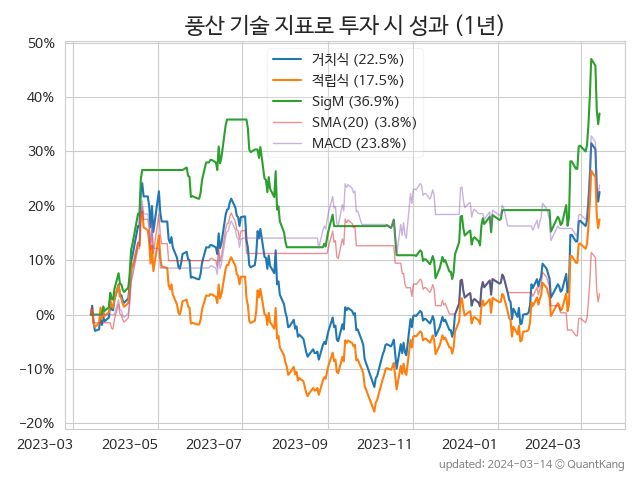 풍산 기술 지표로 투자 시 성과 (1년)
50%
40%
30%
20%
10%
0%
−10%
−20%
거치식 (22.5%)
적립식 (17.5%)
SigM (36.9%)
SMA(20) (3.8%)
MACD (23.8%)
2023-03
2023-05
2023-07
2023-09
2023-11
2024-01
2024-03
updated: 2024-03-14 ⓒ QuantKang